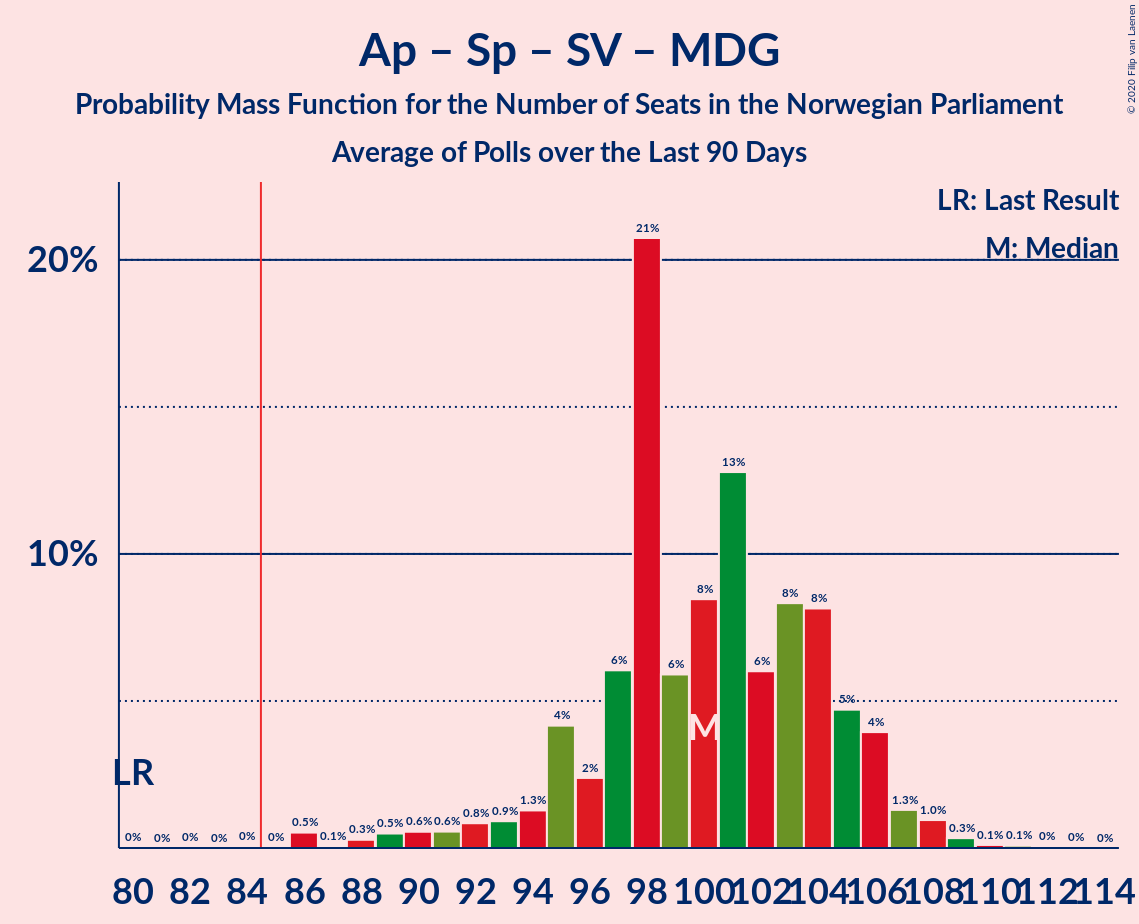 Ap – Sp – SV – MDG
Probability Mass Function for the Number of Seats in the Norwegian Parliament
Average of Polls over the Last 90 Days
© 2020 Filip van Laenen
LR: Last Result
M: Median
20%
10%
21%
13%
8%
8%
8%
6%
6%
6%
5%
4%
4%
M
2%
LR
0% 0% 0% 0% 0% 0% 0.5% 0.1% 0.3% 0.5% 0.6% 0.6% 0.8% 0.9% 1.3% 1.3% 1.0% 0.3% 0.1% 0.1% 0% 0% 0%
80 82 84 86 88 90 92 94 96 98 100 102 104 106 108 110 112 114